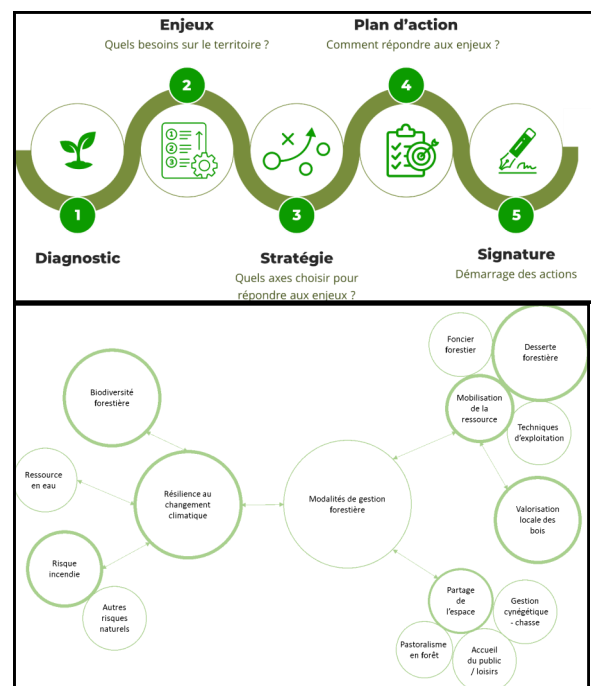 Enjeux
Quels besoins sur le territoire ?
Plan d’action
Comment répondre aux enjeux ?
2
4
1
2
3
1
3
5
Diagnostic
Stratégie
Quels axes choisir pour
répondre aux enjeux ?
Signature
Démarrage des actions
Foncier
forestier
Desserte
forestière
Biodiversité
forestière
Mobilisation
de la
ressource
Techniques
d'exploitation
Ressource
en eau
Résilience au
changement
climatique
Modalités de gestion
forestière
Valorisation
locale des
bois
Risque
incendie
Autres
risques
naturels
Partage
de
l'espace
Gestion
cynégétique
- chasse
Pastoralisme
en forêt
Accueil
du public
/ loisirs